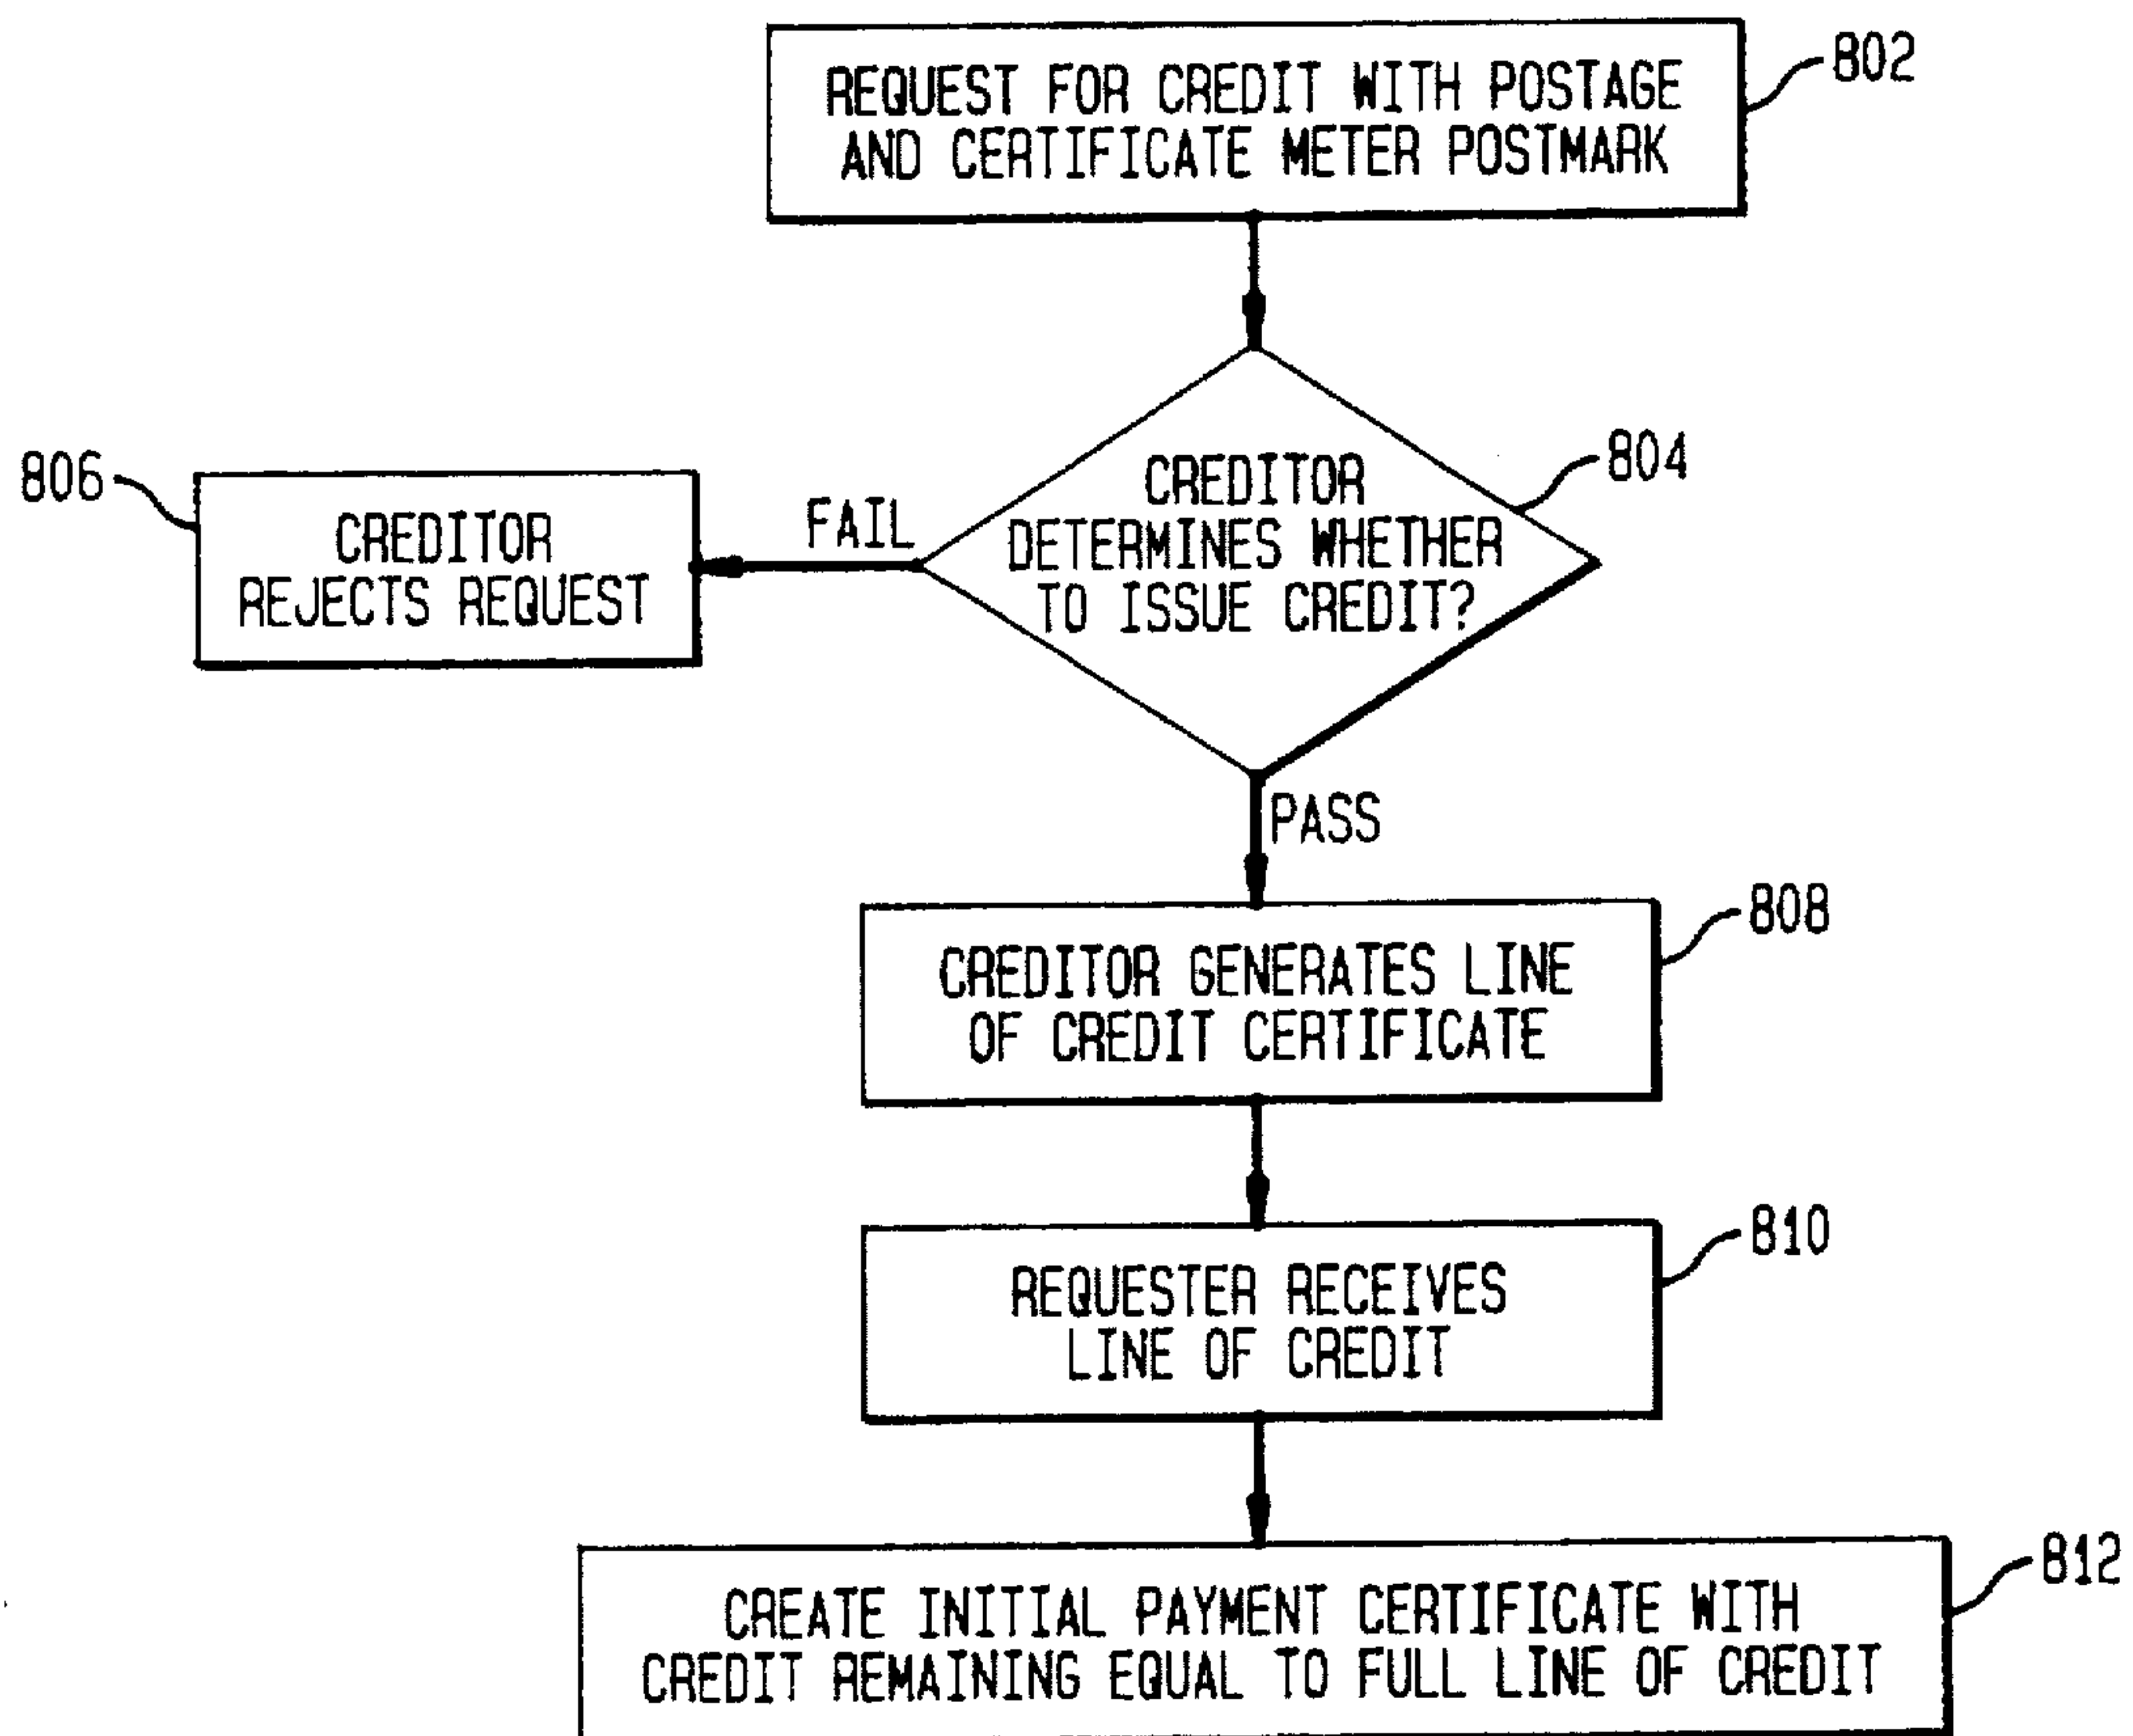 REQUEST FOR CREDIT WITH POSTAGE
AND CERTIFICATE METER POSTMARK
802
CREDITOR
DETERMINES WHETHER
TO ISSUE CREDIT?
804
FAIL
806
CREDITOR
REJECTS REQUEST
PASS
CREDITOR GENERATES LINE
OF CREDIT CERTIFICATE
808
REQUESTER RECEIVES
LINE OF CREDIT
810
CREATE INITIAL PAYMENT CERTIFICATE WITH
CREDIT REMAINING EQUAL TO FULL LINE OF CREDIT
812